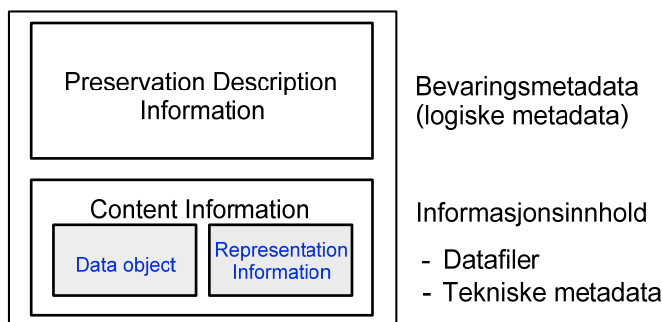 Preservation Description
Information
Bevaringsmetadata
(logiske metadata)
Content Information
Data object
Representation
Information
Informasjonsinnhold
- Datafiler
- Tekniske metadata